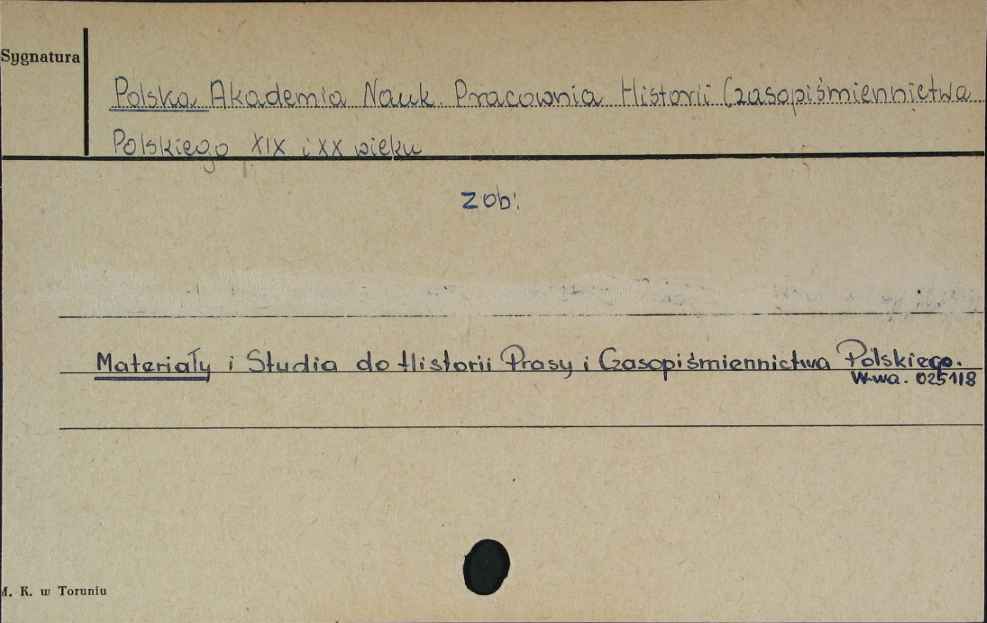 Sygnatura
Polska Akademia Nauk. Pracownia Historii Czasopiśmiennictwa
Polskiego XIX i XX wieku
zob:
Materiały i Studia do Historii Prasy i Czasopiśmiennictwa Polskiego.
W-wa. 025118
M. K. w Toruniu